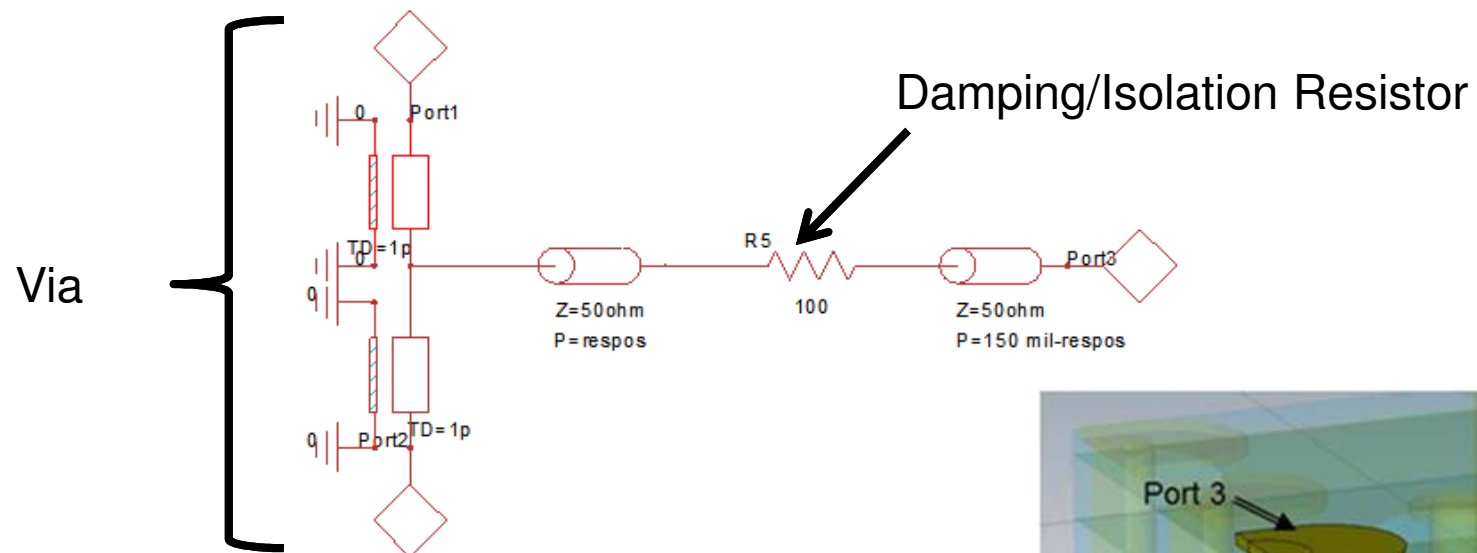 Damping/Isolation Resistor
0
Port1
TD=1p
0
0
Via
R5
100
Port3
Z=50ohm
P=respos
Z=50ohm
P=150 mil-respos
0
Port2
TD=1p
Port 3